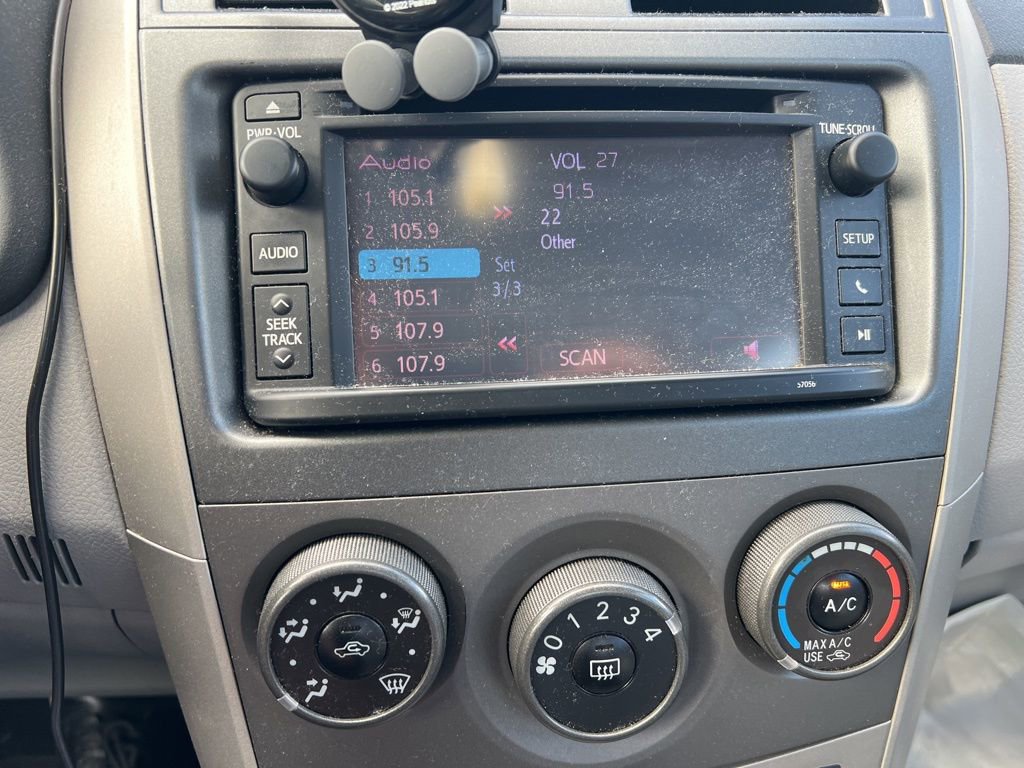 © 2022
PWR·VOL
TUNE·SCROLL
Audio
VOL 27
1 105.1
91.5
2 105.9
22
AUDIO
Other
SETUP
3 91.5
Set
4 105.1
3/3
SEEK
TRACK
5 107.9
6 107.9
SCAN
57056
0 1 2 3 4
A/C
MAX A/C
USE